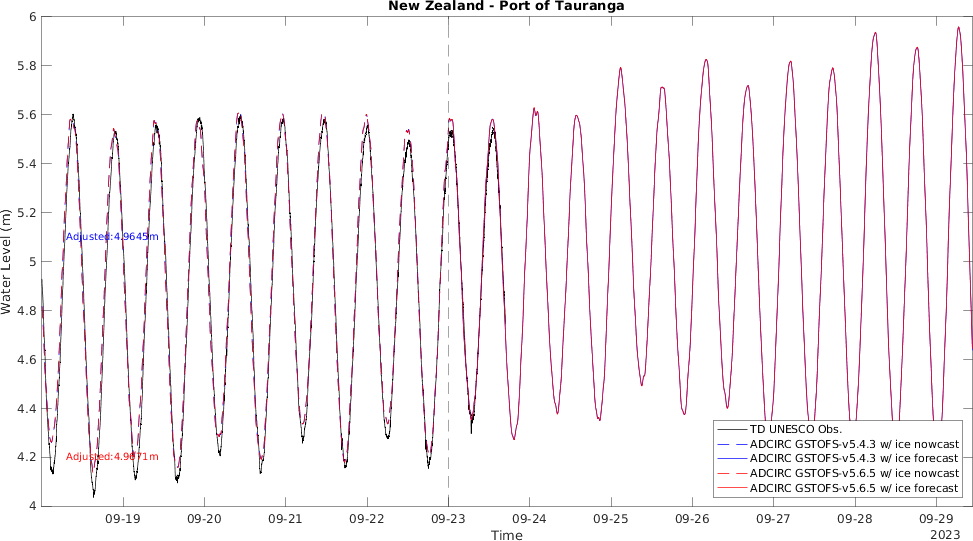 New Zealand - Port of Tauranga
6
5.8
5.6
5.4
5.2
5
4.8
4.6
4.4
4.2
4
Water Level (m)
Adjusted:4.9645m
Adjusted:4.9671m
TD UNESCO Obs.
ADCIRC GSTOFS-v5.4.3 w/ ice nowcast
ADCIRC GSTOFS-v5.4.3 w/ ice forecast
ADCIRC GSTOFS-v5.6.5 w/ ice nowcast
ADCIRC GSTOFS-v5.6.5 w/ ice forecast
09-19 09-20 09-21 09-22 09-23 09-24 09-25 09-26 09-27 09-28 09-29
Time 2023